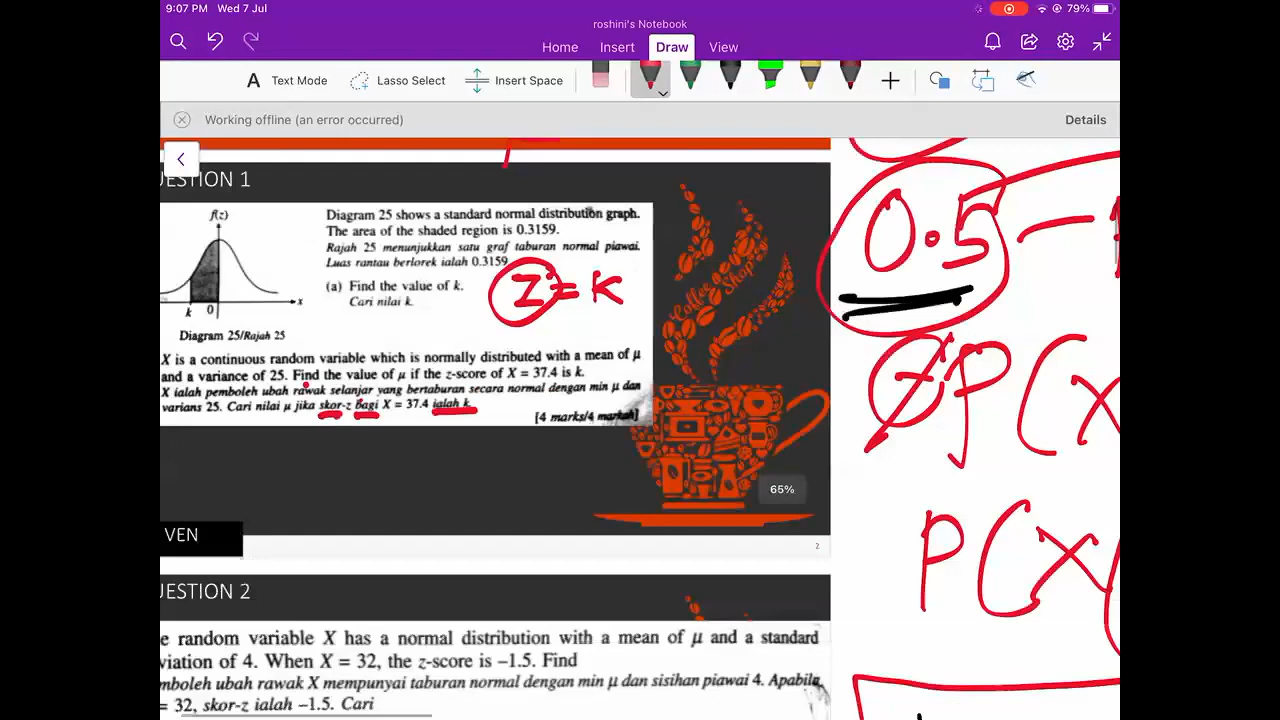 9:07 PM Wed 7 Jul
79%
roshini's Notebook
Home Insert Draw View
Text Mode Lasso Select Insert Space
Working offline (an error occurred) Details
UESTION 1
f(z)
k 0 x
Diagram 25/Rajah 25
Diagram 25 shows a standard normal distribution graph.
The area of the shaded region is 0.3159.
Rajah 25 menunjukkan satu graf taburan normal piawai.
Luas rantau berlorek ialah 0.3159
(a) Find the value of k.
Cari nilai k.
Z = K
X is a continuous random variable which is normally distributed with a mean of μ
and a variance of 25. Find the value of μ if the z-score of X = 37.4 is k.
X ialah pemboleh ubah rawak selanjar yang bertaburan secara normal dengan min μ dan
varians 25. Cari nilai μ jika skor-z bagi X = 37.4 ialah k.
[4 marks/4 markah]
Coffee Shop
65%
VEN
2
0.5 -
P(X
P(X
UESTION 2
e random variable X has a normal distribution with a mean of μ and a standard
viation of 4. When X = 32, the z-score is –1.5. Find
mboleh ubah rawak X mempunyai taburan normal dengan min μ dan sisihan piawai 4. Apabila
= 32, skor-z ialah –1.5. Cari